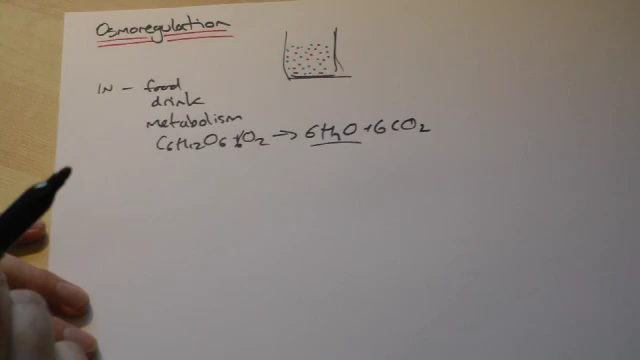 Osmoregulation
IN - food
drink
metabolism
C6H12O6 + O2 → 6H2O + 6CO2